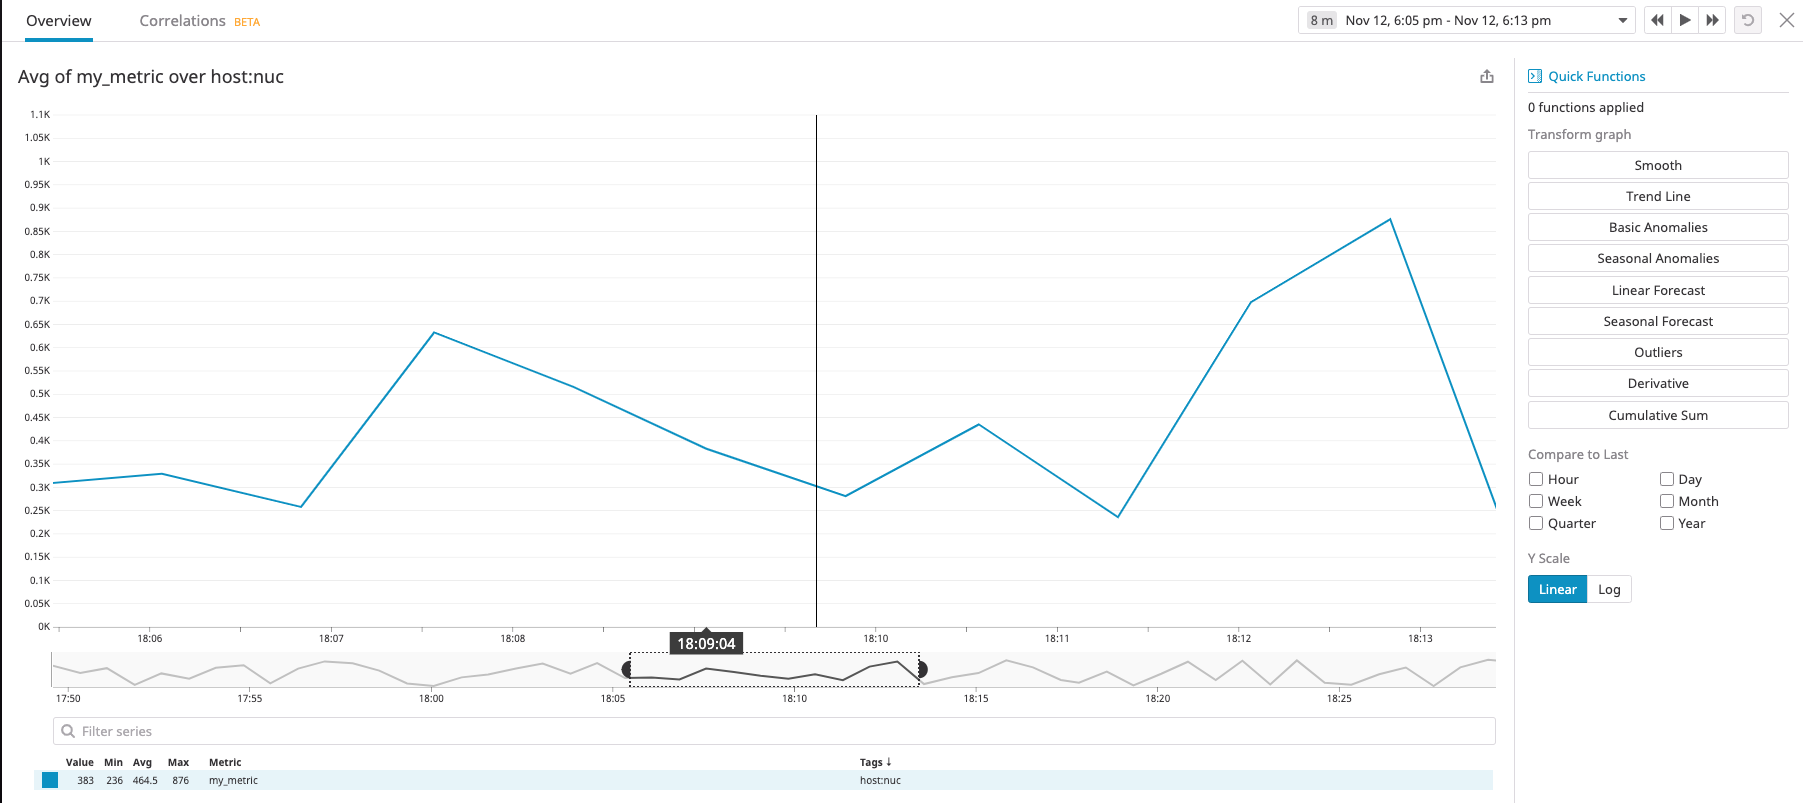 Overview Correlations BETA 8 m Nov 12, 6:05 pm - Nov 12, 6:13 pm
Avg of my_metric over host:nuc
1.1K
1.05K
1K
0.95K
0.9K
0.85K
0.8K
0.75K
0.7K
0.65K
0.6K
0.55K
0.5K
0.45K
0.4K
0.35K
0.3K
0.25K
0.2K
0.15K
0.1K
0.05K
0K
18:06 18:07 18:08 18:10 18:11 18:12 18:13
18:09:04
17:50 17:55 18:00 18:05 18:10 18:15 18:20 18:25
Filter series
Value Min Avg Max Metric Tags ↓
383 236 464.5 876 my_metric host:nuc
Quick Functions
0 functions applied
Transform graph
Smooth
Trend Line
Basic Anomalies
Seasonal Anomalies
Linear Forecast
Seasonal Forecast
Outliers
Derivative
Cumulative Sum
Compare to Last
Hour Day
Week Month
Quarter Year
Y Scale
Linear Log